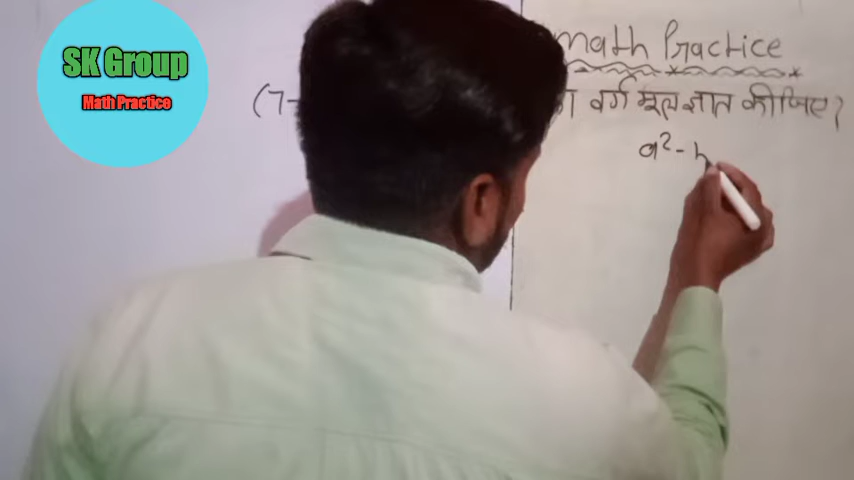 SK Group
Math Practice
math Practice
(7-
वर्ग मूल ज्ञात कीजिए?
a²-